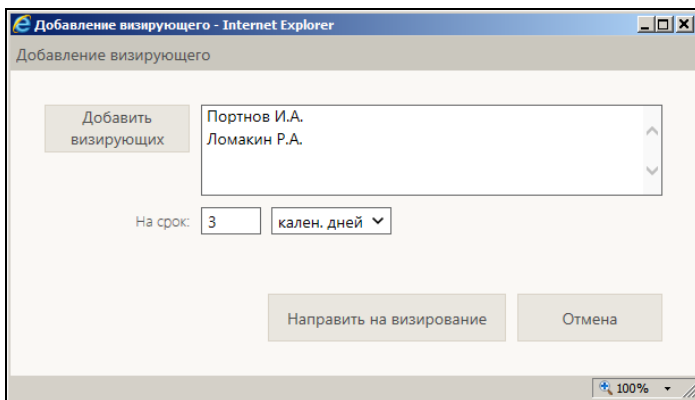 Добавление визирующего - Internet Explorer
Добавление визирующего
Добавить
визирующих
Портнов И.А.
Ломакин Р.А.
На срок: 3 кален. дней
Направить на визирование Отмена
100%